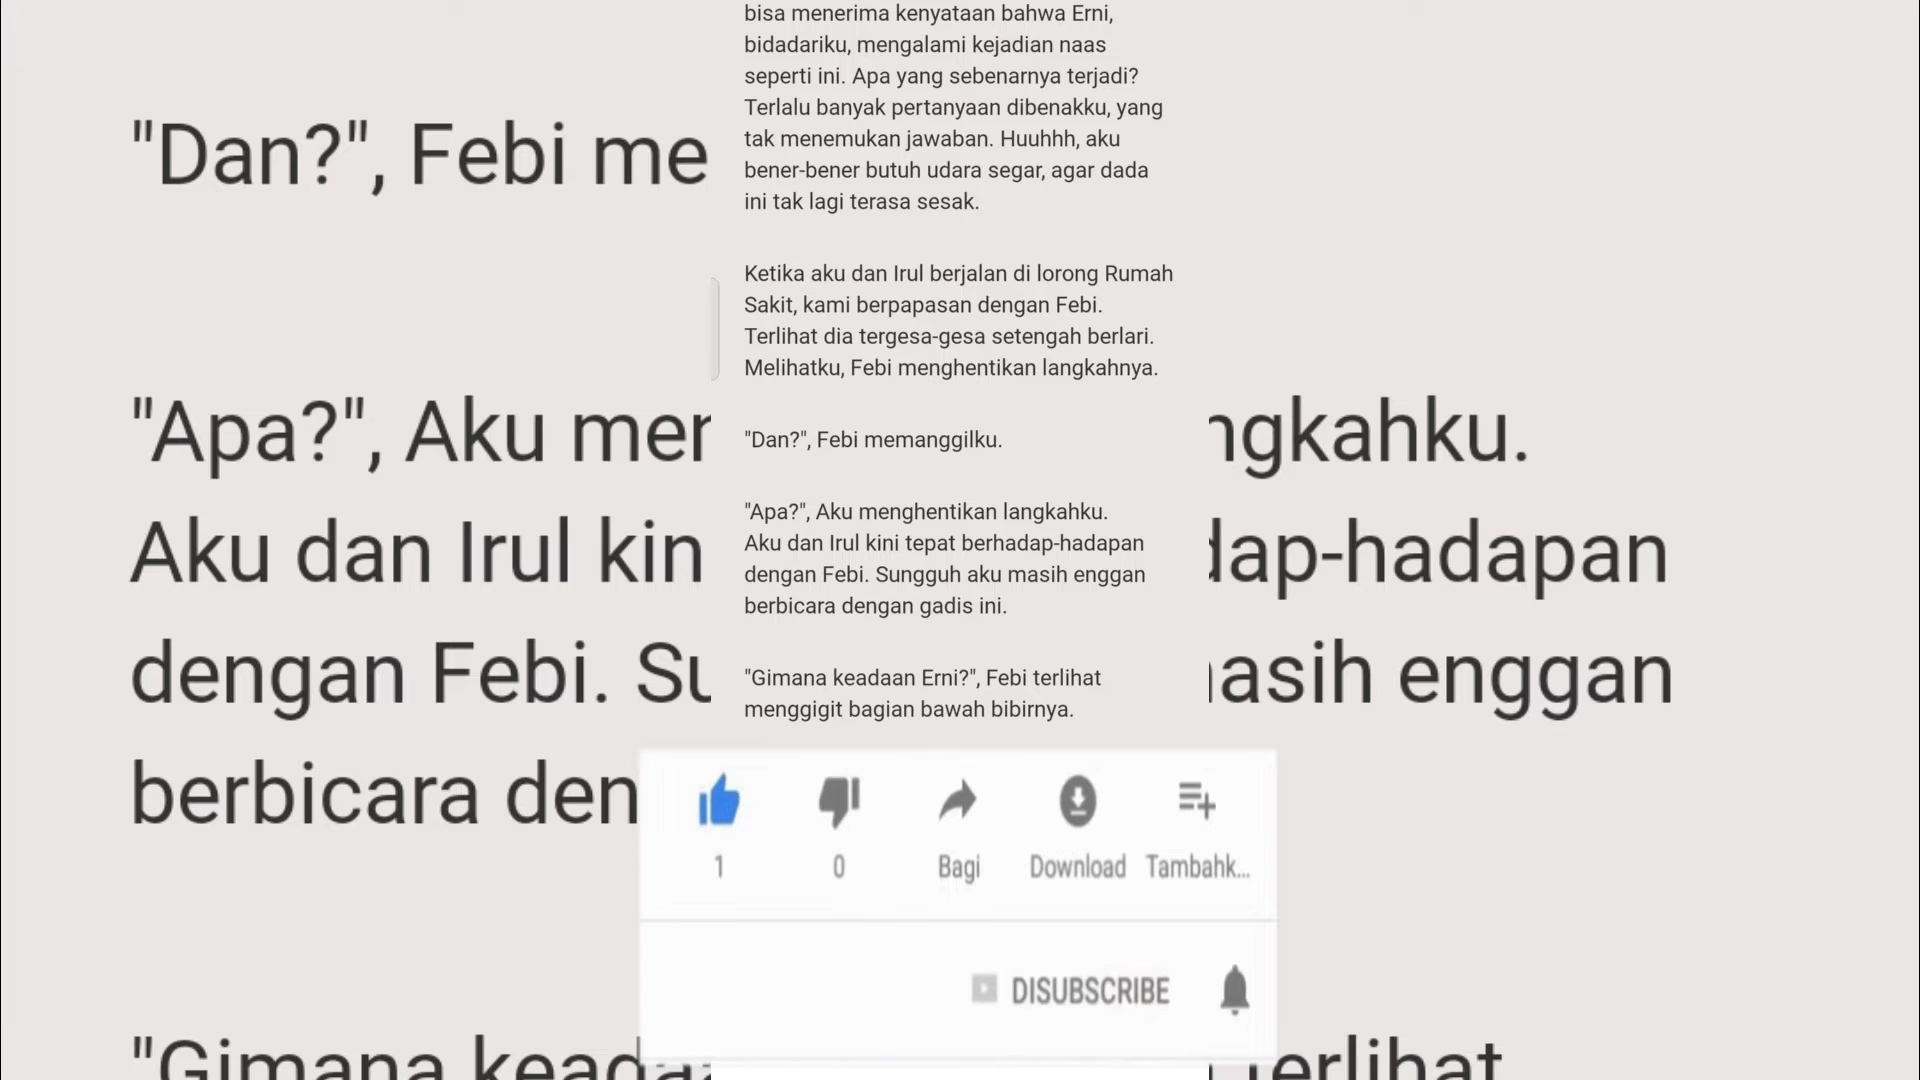 bisa menerima kenyataan bahwa Erni,
bidadariku, mengalami kejadian naas
seperti ini. Apa yang sebenarnya terjadi?
Terlalu banyak pertanyaan dibenakku, yang
tak menemukan jawaban. Huuhhh, aku
bener-bener butuh udara segar, agar dada
ini tak lagi terasa sesak.
Ketika aku dan Irul berjalan di lorong Rumah
Sakit, kami berpapasan dengan Febi.
Terlihat dia tergesa-gesa setengah berlari.
Melihatku, Febi menghentikan langkahnya.
"Dan?", Febi memanggilku.
"Apa?", Aku menghentikan langkahku.
Aku dan Irul kini tepat berhadap-hadapan
dengan Febi. Sungguh aku masih enggan
berbicara dengan gadis ini.
"Gimana keadaan Erni?", Febi terlihat
menggigit bagian bawah bibirnya.
"Dan?", Febi me
"Apa?", Aku men ngkahku.
Aku dan Irul kin dap-hadapan
dengan Febi. Su masih enggan
berbicara den
"Gimana keada terlihat
1
0
Bagi
Download
Tambahk...
DISUBSCRIBE